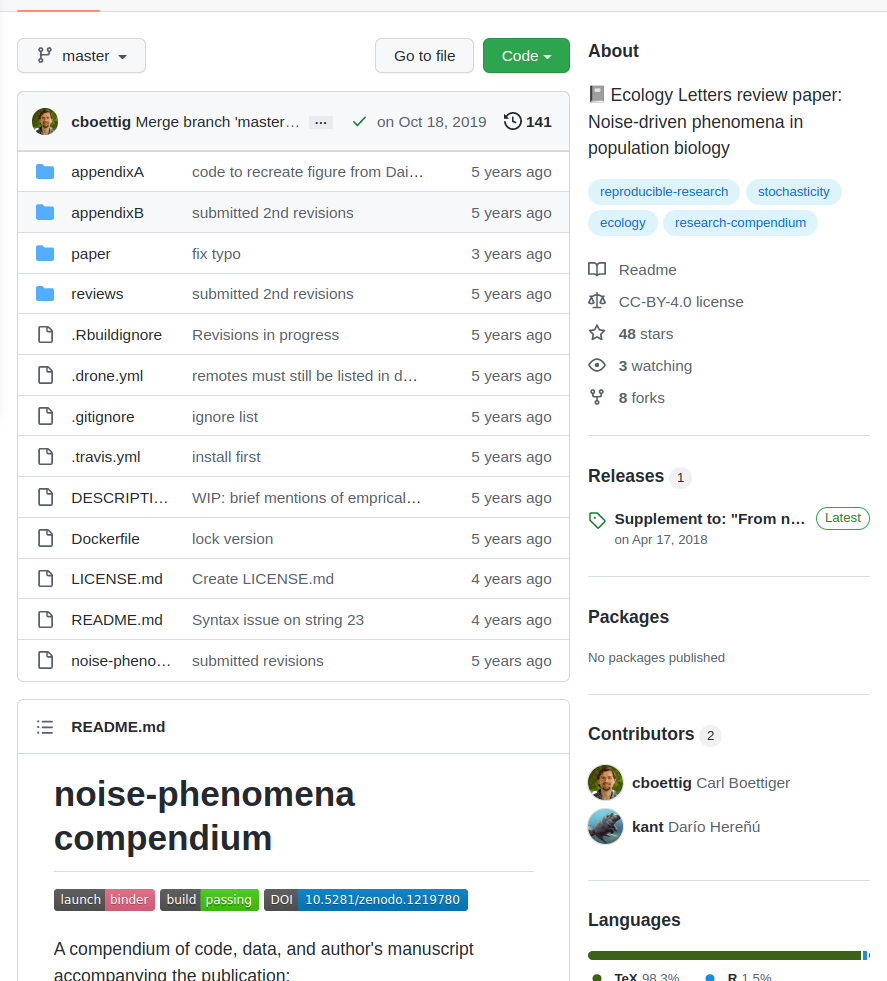 master Go to file Code
cboettig Merge branch 'master… ... on Oct 18, 2019 141
appendixA code to recreate figure from Dai… 5 years ago
appendixB submitted 2nd revisions 5 years ago
paper fix typo 3 years ago
reviews submitted 2nd revisions 5 years ago
.Rbuildignore Revisions in progress 5 years ago
.drone.yml remotes must still be listed in d… 5 years ago
.gitignore ignore list 5 years ago
.travis.yml install first 5 years ago
DESCRIPTI… WIP: brief mentions of emprical… 5 years ago
Dockerfile lock version 5 years ago
LICENSE.md Create LICENSE.md 4 years ago
README.md Syntax issue on string 23 4 years ago
noise-pheno… submitted revisions 5 years ago
README.md
noise-phenomena
compendium
launch binder build passing DOI 10.5281/zenodo.1219780
A compendium of code, data, and author's manuscript
accompanying the publication:
About
Ecology Letters review paper:
Noise-driven phenomena in
population biology
reproducible-research stochasticity
ecology research-compendium
Readme
CC-BY-4.0 license
48 stars
3 watching
8 forks
Releases 1
Supplement to: "From n… Latest
on Apr 17, 2018
Packages
No packages published
Contributors 2
cboettig Carl Boettiger
kant Darío Hereñú
Languages
TeX 98.3% R 1.5%